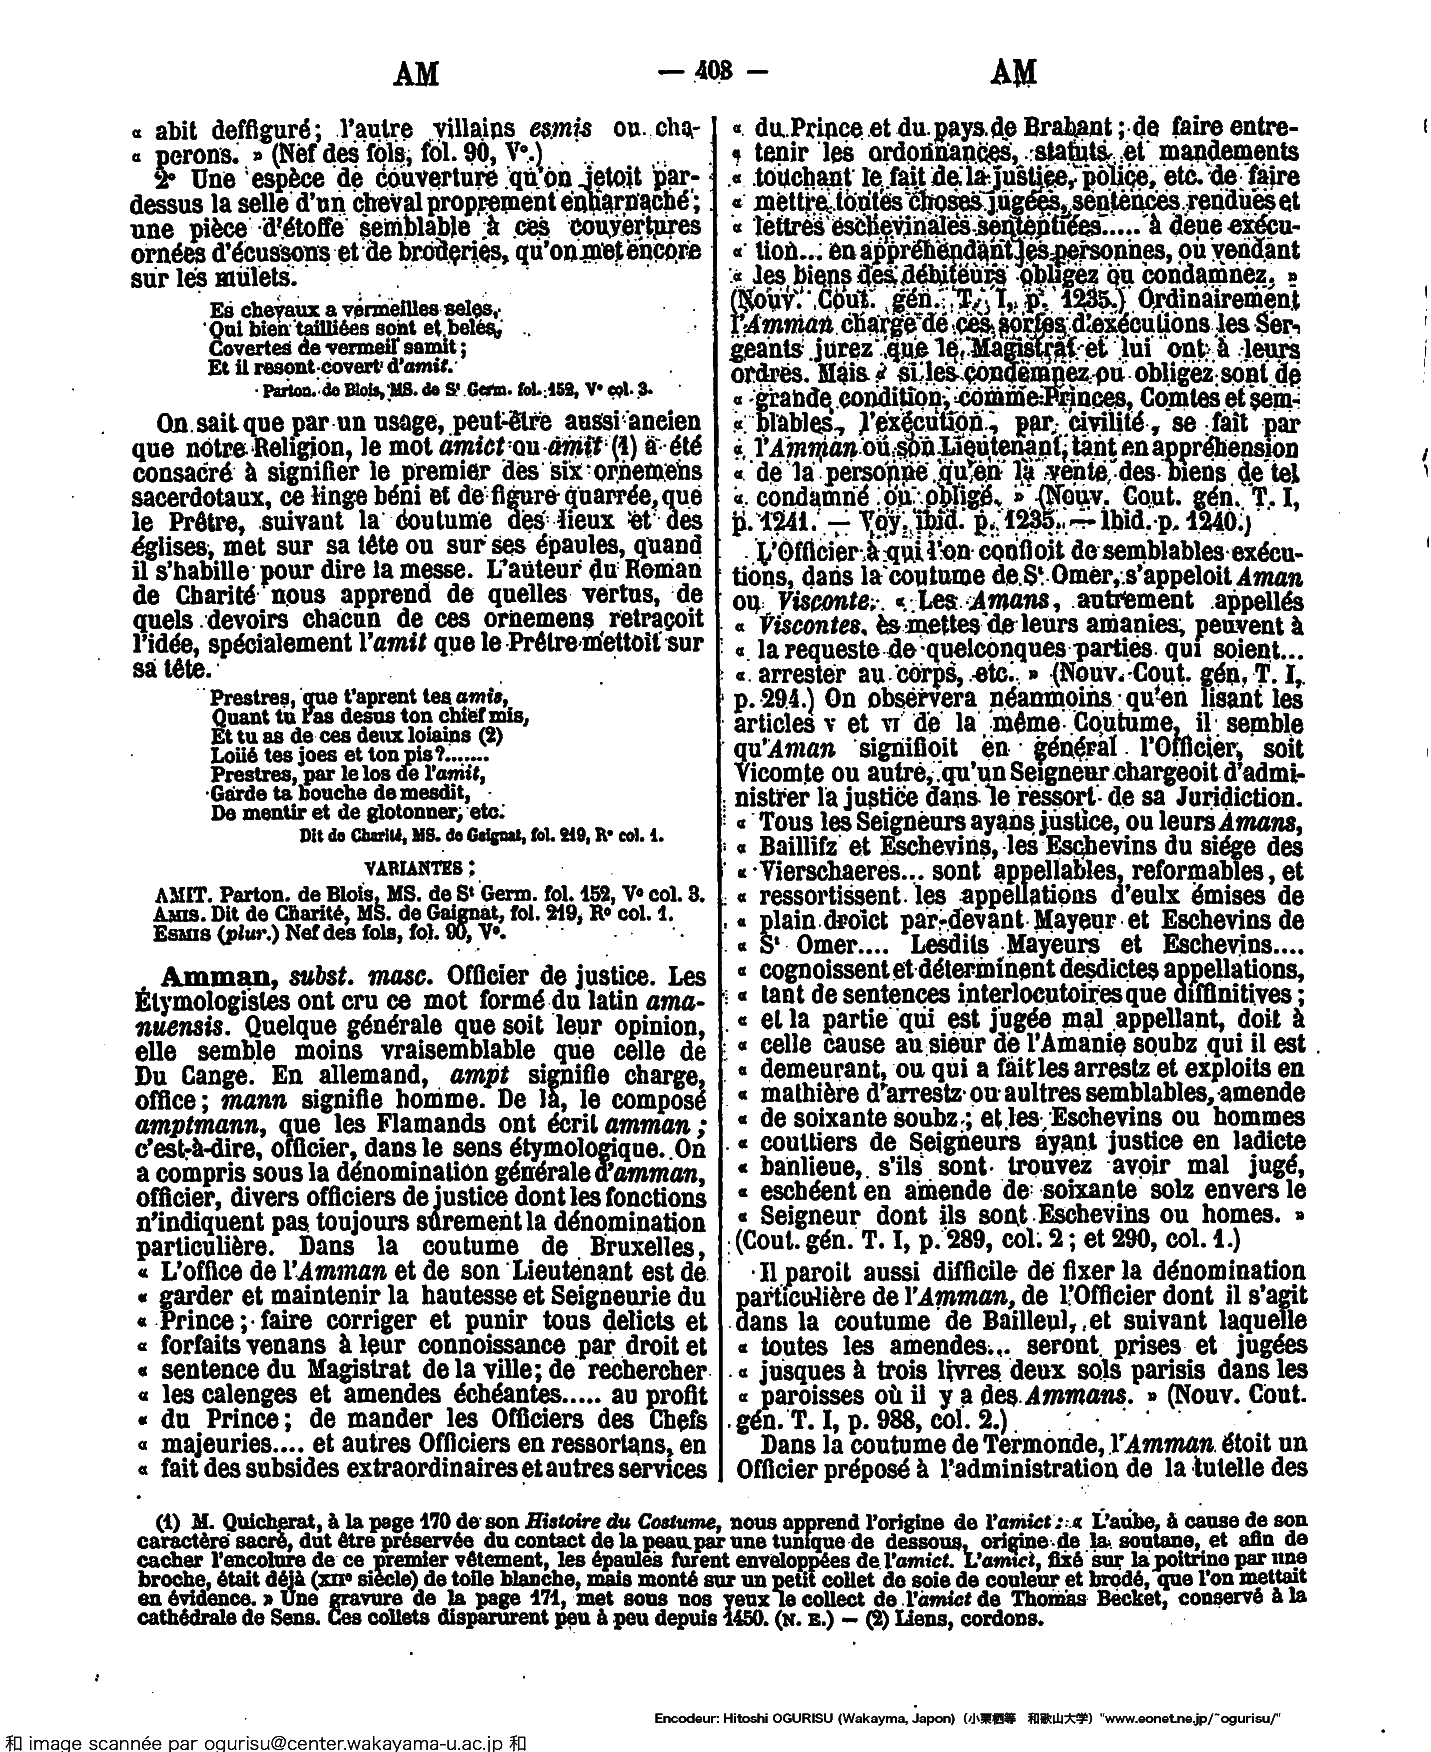 AM — 408 — AM
« abit deffiguré; l'autre villains esmis ou cha-
« perons. » (Nef des fols, fol. 90, V°.)
2° Une espèce de couverture qu'on jetoit par-
dessus la selle d'un cheval proprement enharnaché;
une pièce d'étoffe semblable à ces couvertures
ornées d'écussons et de broderies, qu'on met encore
sur les mulets.
Es chevaux a vermeilles seles,
Qui bien tailliées sont et beles,
Covertes de vermeil samit;
Et il resont covert d'amit.
Parton. de Blois, MS. de St Germ. fol. 152, V° col. 3.
On sait que par un usage, peut-être aussi ancien
que notre Religion, le mot amict ou amit (1) a été
consacré à signifier le premier des six ornemens
sacerdotaux, ce linge béni et de figure quarrée, que
le Prêtre, suivant la coutume des lieux et des
églises, met sur sa tête ou sur ses épaules, quand
il s'habille pour dire la messe. L'auteur du Roman
de Charité nous apprend de quelles vertus, de
quels devoirs chacun de ces ornemens retraçoit
l'idée, spécialement l'amit que le Prêtre mettoit sur
sa tête.
Prestres, que t'aprent tes amis,
Quant tu l'as desus ton chief mis,
Et tu as de ces deux loiains (2)
Loiié tes joes et ton pis?.......
Prestres, par le los de l'amit,
Garde ta bouche de mesdit,
De mentir et de glotonner, etc.
Dit de Charité, MS. de Gaignat, fol. 219, R° col. 1.
VARIANTES :
AMIT. Parton. de Blois, MS. de St Germ. fol. 152, V° col. 3.
AMIS. Dit de Charité, MS. de Gaignat, fol. 219, R° col. 1.
ESMIS (plur.) Nef des fols, fol. 90, V°.
Amman, subst. masc. Officier de justice. Les
Étymologistes ont cru ce mot formé du latin ama-
nuensis. Quelque générale que soit leur opinion,
elle semble moins vraisemblable que celle de
Du Cange. En allemand, ampt signifie charge,
office; mann signifie homme. De là, le composé
amptmann, que les Flamands ont écrit amman;
c'est-à-dire, officier, dans le sens étymologique. On
a compris sous la dénomination générale d'amman,
officier, divers officiers de justice dont les fonctions
n'indiquent pas toujours sûrement la dénomination
particulière. Dans la coutume de Bruxelles,
« L'office de l'Amman et de son Lieutenant est de
« garder et maintenir la hautesse et Seigneurie du
« Prince; faire corriger et punir tous delicts et
« forfaits venans à leur connoissance par droit et
« sentence du Magistrat de la ville; de rechercher
« les calenges et amendes échéantes..... au profit
« du Prince; de mander les Officiers des Chefs
« majeuries.... et autres Officiers en ressortans, en
« fait des subsides extraordinaires et autres services
« du Prince et du pays de Brabant; de faire entre-
« tenir les ordonnances, statuts et mandements
« touchant le fait de la justice, police, etc. de faire
« mettre toutes choses jugées, sentences rendues et
« lettres eschevinales sententiées..... à deue exécu-
« tion... en appréhendant les personnes, ou vendant
« les biens des débiteurs obligez ou condamnez. »
(Nouv. Cout. gén. T. I, p. 1235.) Ordinairement
l'Amman charge de ces sortes d'exécutions les Ser-
geants jurez que le Magistrat et lui ont à leurs
ordres. Mais « si les condempnez ou obligez sont de
« grande condition, comme Princes, Comtes et sem-
« blables, l'exécution, par civilité, se fait par
« l'Amman ou son Lieutenant, tant en appréhension
« de la personne qu'en la vente des biens de tel
« condamné ou obligé. » (Nouv. Cout. gén. T. I,
p. 1241. — Voy. ibid. p. 1235. — Ibid. p. 1240.)
L'Officier à qui l'on confioit de semblables exécu-
tions, dans la coutume de St Omer, s'appeloit Aman
ou Visconte. « Les Amans, autrement appellés
« Viscontes, ès mettes de leurs amanies, peuvent à
« la requeste de quelconques parties qui soient...
« arrester au corps, etc. » (Nouv. Cout. gén. T. I,
p. 294.) On observera néanmoins qu'en lisant les
articles V et VI de la même Coutume, il semble
qu'Aman signifioit en général l'Officier, soit
Vicomte ou autre, qu'un Seigneur chargeoit d'admi-
nistrer la justice dans le ressort de sa Juridiction.
« Tous les Seigneurs ayans justice, ou leurs Amans,
« Baillifz et Eschevins, les Eschevins du siége des
« Vierschaeres... sont appellables, reformables, et
« ressortissent les appellations d'eulx émises de
« plain droict par-devant Mayeur et Eschevins de
« St Omer.... Lesdits Mayeurs et Eschevins....
« cognoissent et déterminent desdictes appellations,
« tant de sentences interlocutoires que diffinitives;
« et la partie qui est jugée mal appellant, doit à
« celle cause au sieur de l'Amanie soubz qui il est
« demeurant, ou qui a fait les arrestz et exploits en
« mathière d'arrestz ou aultres semblables, amende
« de soixante soubz; et les Eschevins ou hommes
« couttiers de Seigneurs ayant justice en ladicte
« banlieue, s'ils sont trouvez avoir mal jugé,
« eschéent en amende de soixante solz envers le
« Seigneur dont ils sont Eschevins ou homes. »
(Cout. gén. T. I, p. 289, col. 2; et 290, col. 1.)
Il paroit aussi difficile de fixer la dénomination
particulière de l'Amman, de l'Officier dont il s'agit
dans la coutume de Bailleul, et suivant laquelle
« toutes les amendes... seront prises et jugées
« jusques à trois livres deux sols parisis dans les
« paroisses où il y a des Ammans. » (Nouv. Cout.
gén. T. I, p. 988, col. 2.)
Dans la coutume de Termonde, l'Amman étoit un
Officier préposé à l'administration de la tutelle des
(1) M. Quicherat, à la page 170 de son Histoire du Costume, nous apprend l'origine de l'amict : « L'aube, à cause de son
caractère sacré, dut être préservée du contact de la peau par une tunique de dessous, origine de la soutane, et afin de
cacher l'encolure de ce premier vêtement, les épaules furent enveloppées de l'amict. L'amict, fixé sur la poitrine par une
broche, était déjà (XIIe siècle) de toile blanche, mais monté sur un petit collet de soie de couleur et brodé, que l'on mettait
en évidence. » Une gravure de la page 171, met sous nos yeux le collect de l'amict de Thomas Becket, conservé à la
cathédrale de Sens. Ces collets disparurent peu à peu depuis 1450. (N. E.) — (2) Liens, cordons.
Encodeur: Hitoshi OGURISU (Wakayma, Japon) (小栗栖等 和歌山大学) "www.eonet.ne.jp/~ogurisu/"
和 image scannée par ogurisu@center.wakayama-u.ac.jp 和